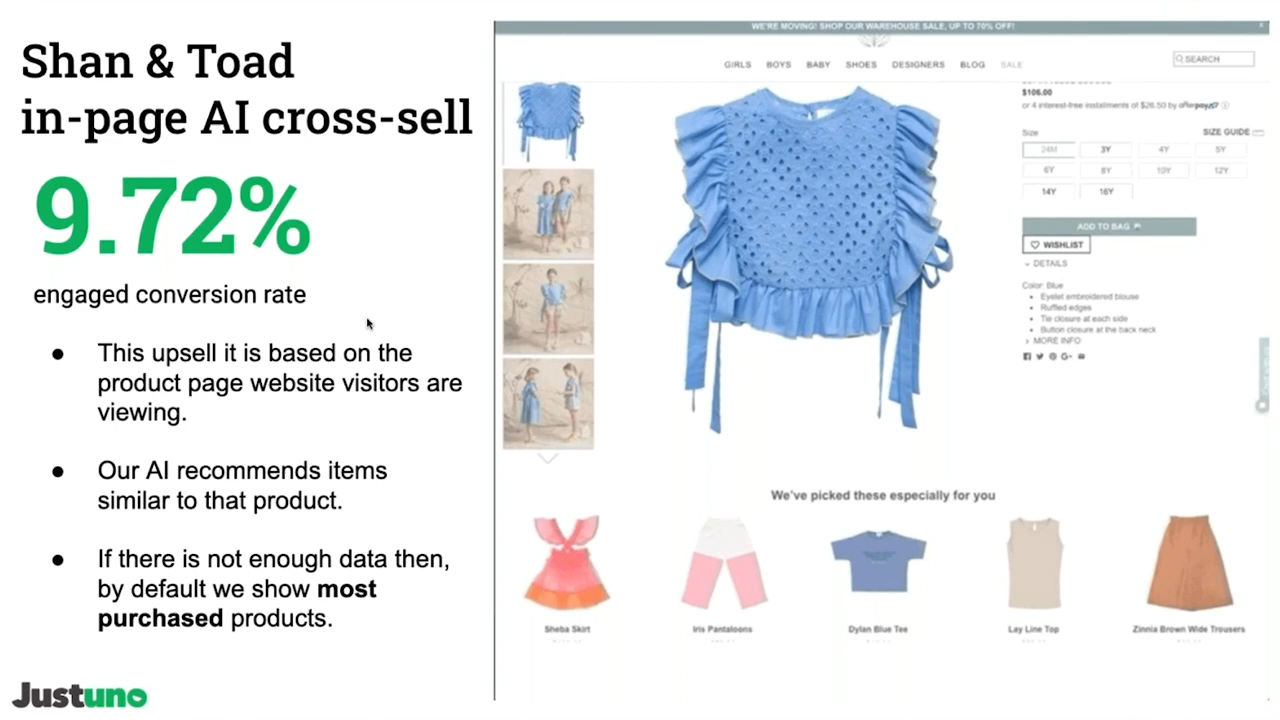 Shan & Toad
in-page AI cross-sell
9.72%
engaged conversion rate
● This upsell it is based on the
product page website visitors are
viewing.
● Our AI recommends items
similar to that product.
● If there is not enough data then,
by default we show most
purchased products.
Justuno
WE'RE MOVING! SHOP OUR WAREHOUSE SALE, UP TO 70% OFF!
GIRLS BOYS BABY SHOES DESIGNERS BLOG SALE
SEARCH
$106.00
or 4 interest-free installments of $26.50 by afterpay
Size SIZE GUIDE
24M 3Y 4Y 5Y
6Y 8Y 10Y 12Y
14Y 18Y
ADD TO BAG
WISHLIST
DETAILS
Color: Blue
• Eyelet embroidered blouse
• Ruffled edges
• Tie closure at each side
• Button closure at the back neck
› MORE INFO
We've picked these especially for you
Sheba Skirt Iris Pantaloons Dylan Blue Tee Lay Line Top Zinnia Brown Wide Trousers